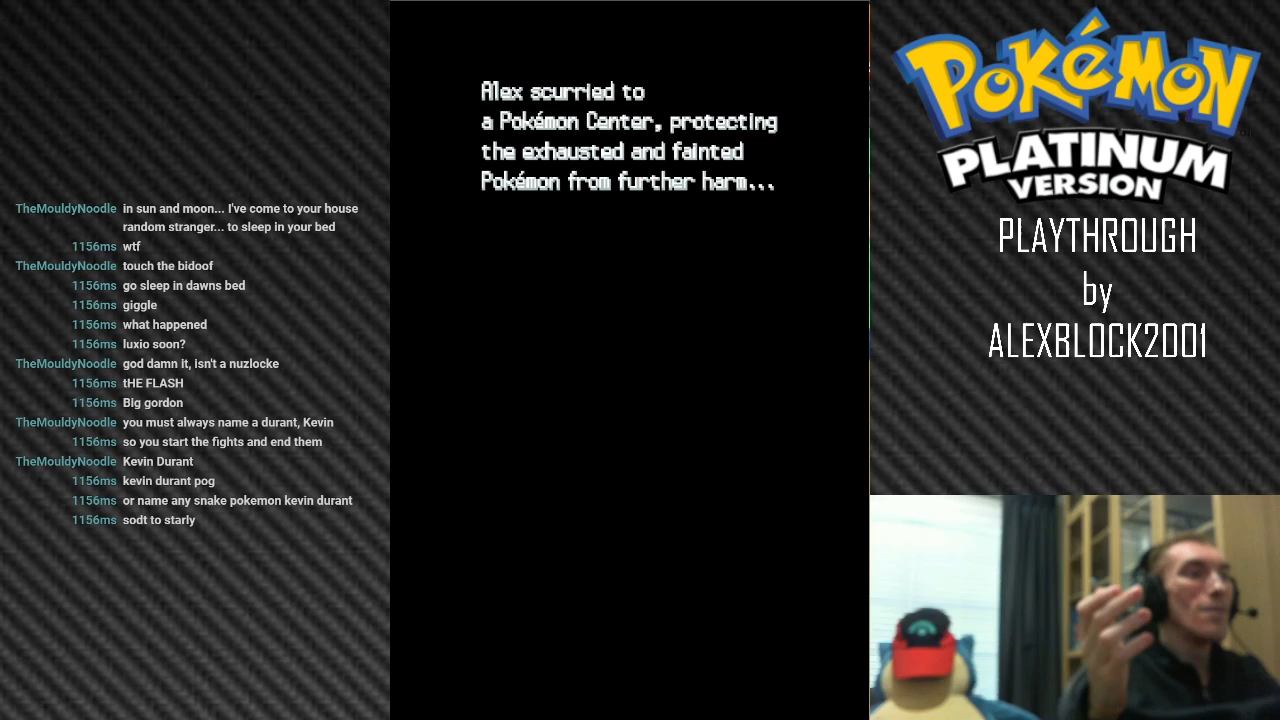 TheMouldyNoodle in sun and moon... I've come to your house
random stranger... to sleep in your bed
1156ms wtf
TheMouldyNoodle touch the bidoof
1156ms go sleep in dawns bed
1156ms giggle
1156ms what happened
1156ms luxio soon?
TheMouldyNoodle god damn it, isn't a nuzlocke
1156ms tHE FLASH
1156ms Big gordon
TheMouldyNoodle you must always name a durant, Kevin
1156ms so you start the fights and end them
TheMouldyNoodle Kevin Durant
1156ms kevin durant pog
1156ms or name any snake pokemon kevin durant
1156ms sodt to starly
Alex scurried to
a Pokémon Center, protecting
the exhausted and fainted
Pokémon from further harm...
POKéMON
PLATINUM
VERSION
PLAYTHROUGH
by
ALEXBLOCK2001